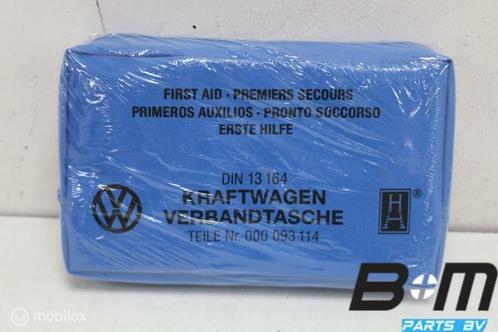 FIRST AID · PREMIERS SECOURS
PRIMEROS AUXILIOS · PRONTO SOCCORSO
ERSTE HILFE
DIN 13 164
KRAFTWAGEN
VERBANDTASCHE
TEILE Nr. 000 093 114
VW
H
®
B-M
PARTS BV
mobilox